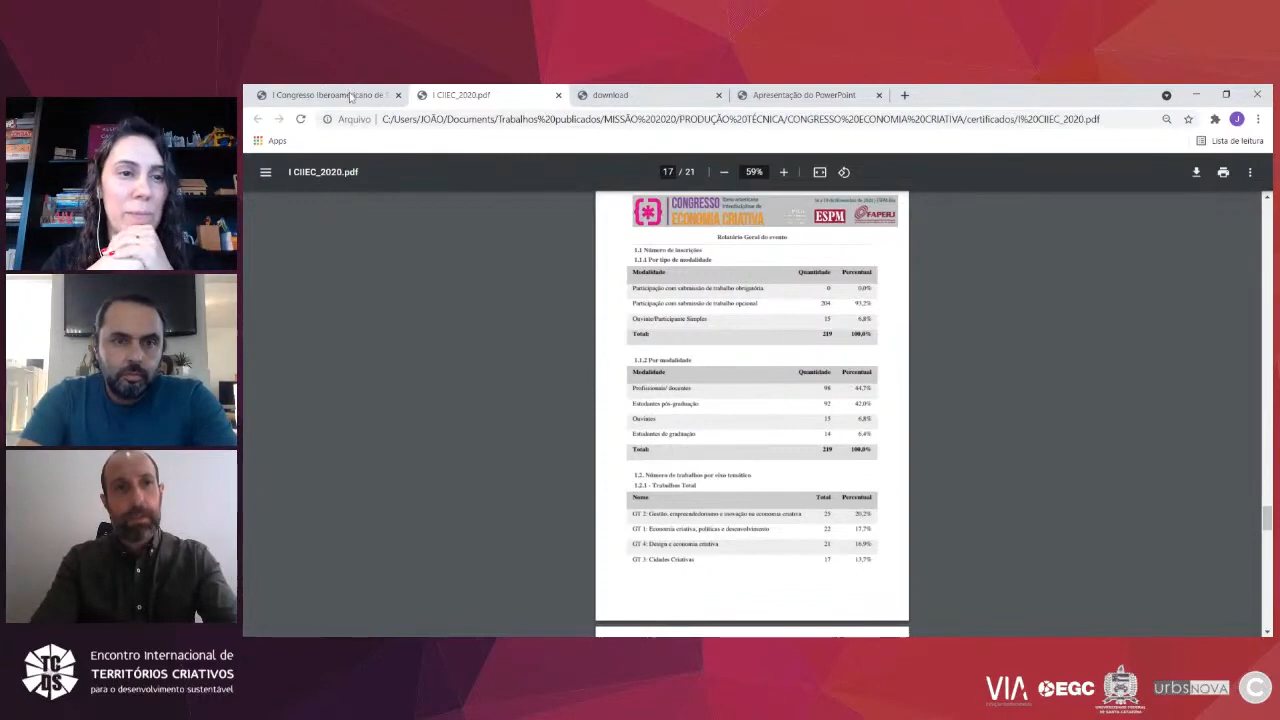 I Congresso Iberoamericano de
I CIIEC_2020.pdf
download
Apresentação do PowerPoint
Arquivo
C:/Users/JOÃO/Documents/Trabalhos publicados/MISSÃO%202020/PRODUÇÃO%20TÉCNICA/CONGRESSO%20ECONOMIA%20CRIATIVA/certificados/I%20CIIEC_2020.pdf
J
Apps
Lista de leitura
I CIIEC_2020.pdf
17 / 21
59%
CONGRESSO
ECONOMIA CRIATIVA
ESPM
FAPERJ
Relatório Geral do evento
1.1 Número de inscrições
1.1.1 Por tipo de modalidade
Modalidade Quantidade Percentual
Participação com submissão de trabalho obrigatória 0 0,0%
Participação com submissão de trabalho opcional 204 93,2%
Ouvinte/Participante Simples 15 6,8%
Total: 219 100,0%
1.1.2 Por modalidade
Modalidade Quantidade Percentual
Profissionais/ docentes 98 44,7%
Estudantes pós-graduação 92 42,0%
Ouvintes 15 6,8%
Estudantes de graduação 14 6,4%
Total: 219 100,0%
1.2. Número de trabalhos por eixo temático
1.2.1 - Trabalhos Total
Nome Total Percentual
GT 2: Gestão, empreendedorismo e inovação na economia criativa 25 20,2%
GT 1: Economia criativa, políticas e desenvolvimento 22 17,7%
GT 4: Design e economia criativa 21 16,9%
GT 3: Cidades Criativas 17 13,7%
TC
DS
Encontro Internacional de
TERRITÓRIOS CRIATIVOS
para o desenvolvimento sustentável
VIA
EGC
UNIVERSIDADE FEDERAL
DE SANTA CATARINA
urbsNOVA
C